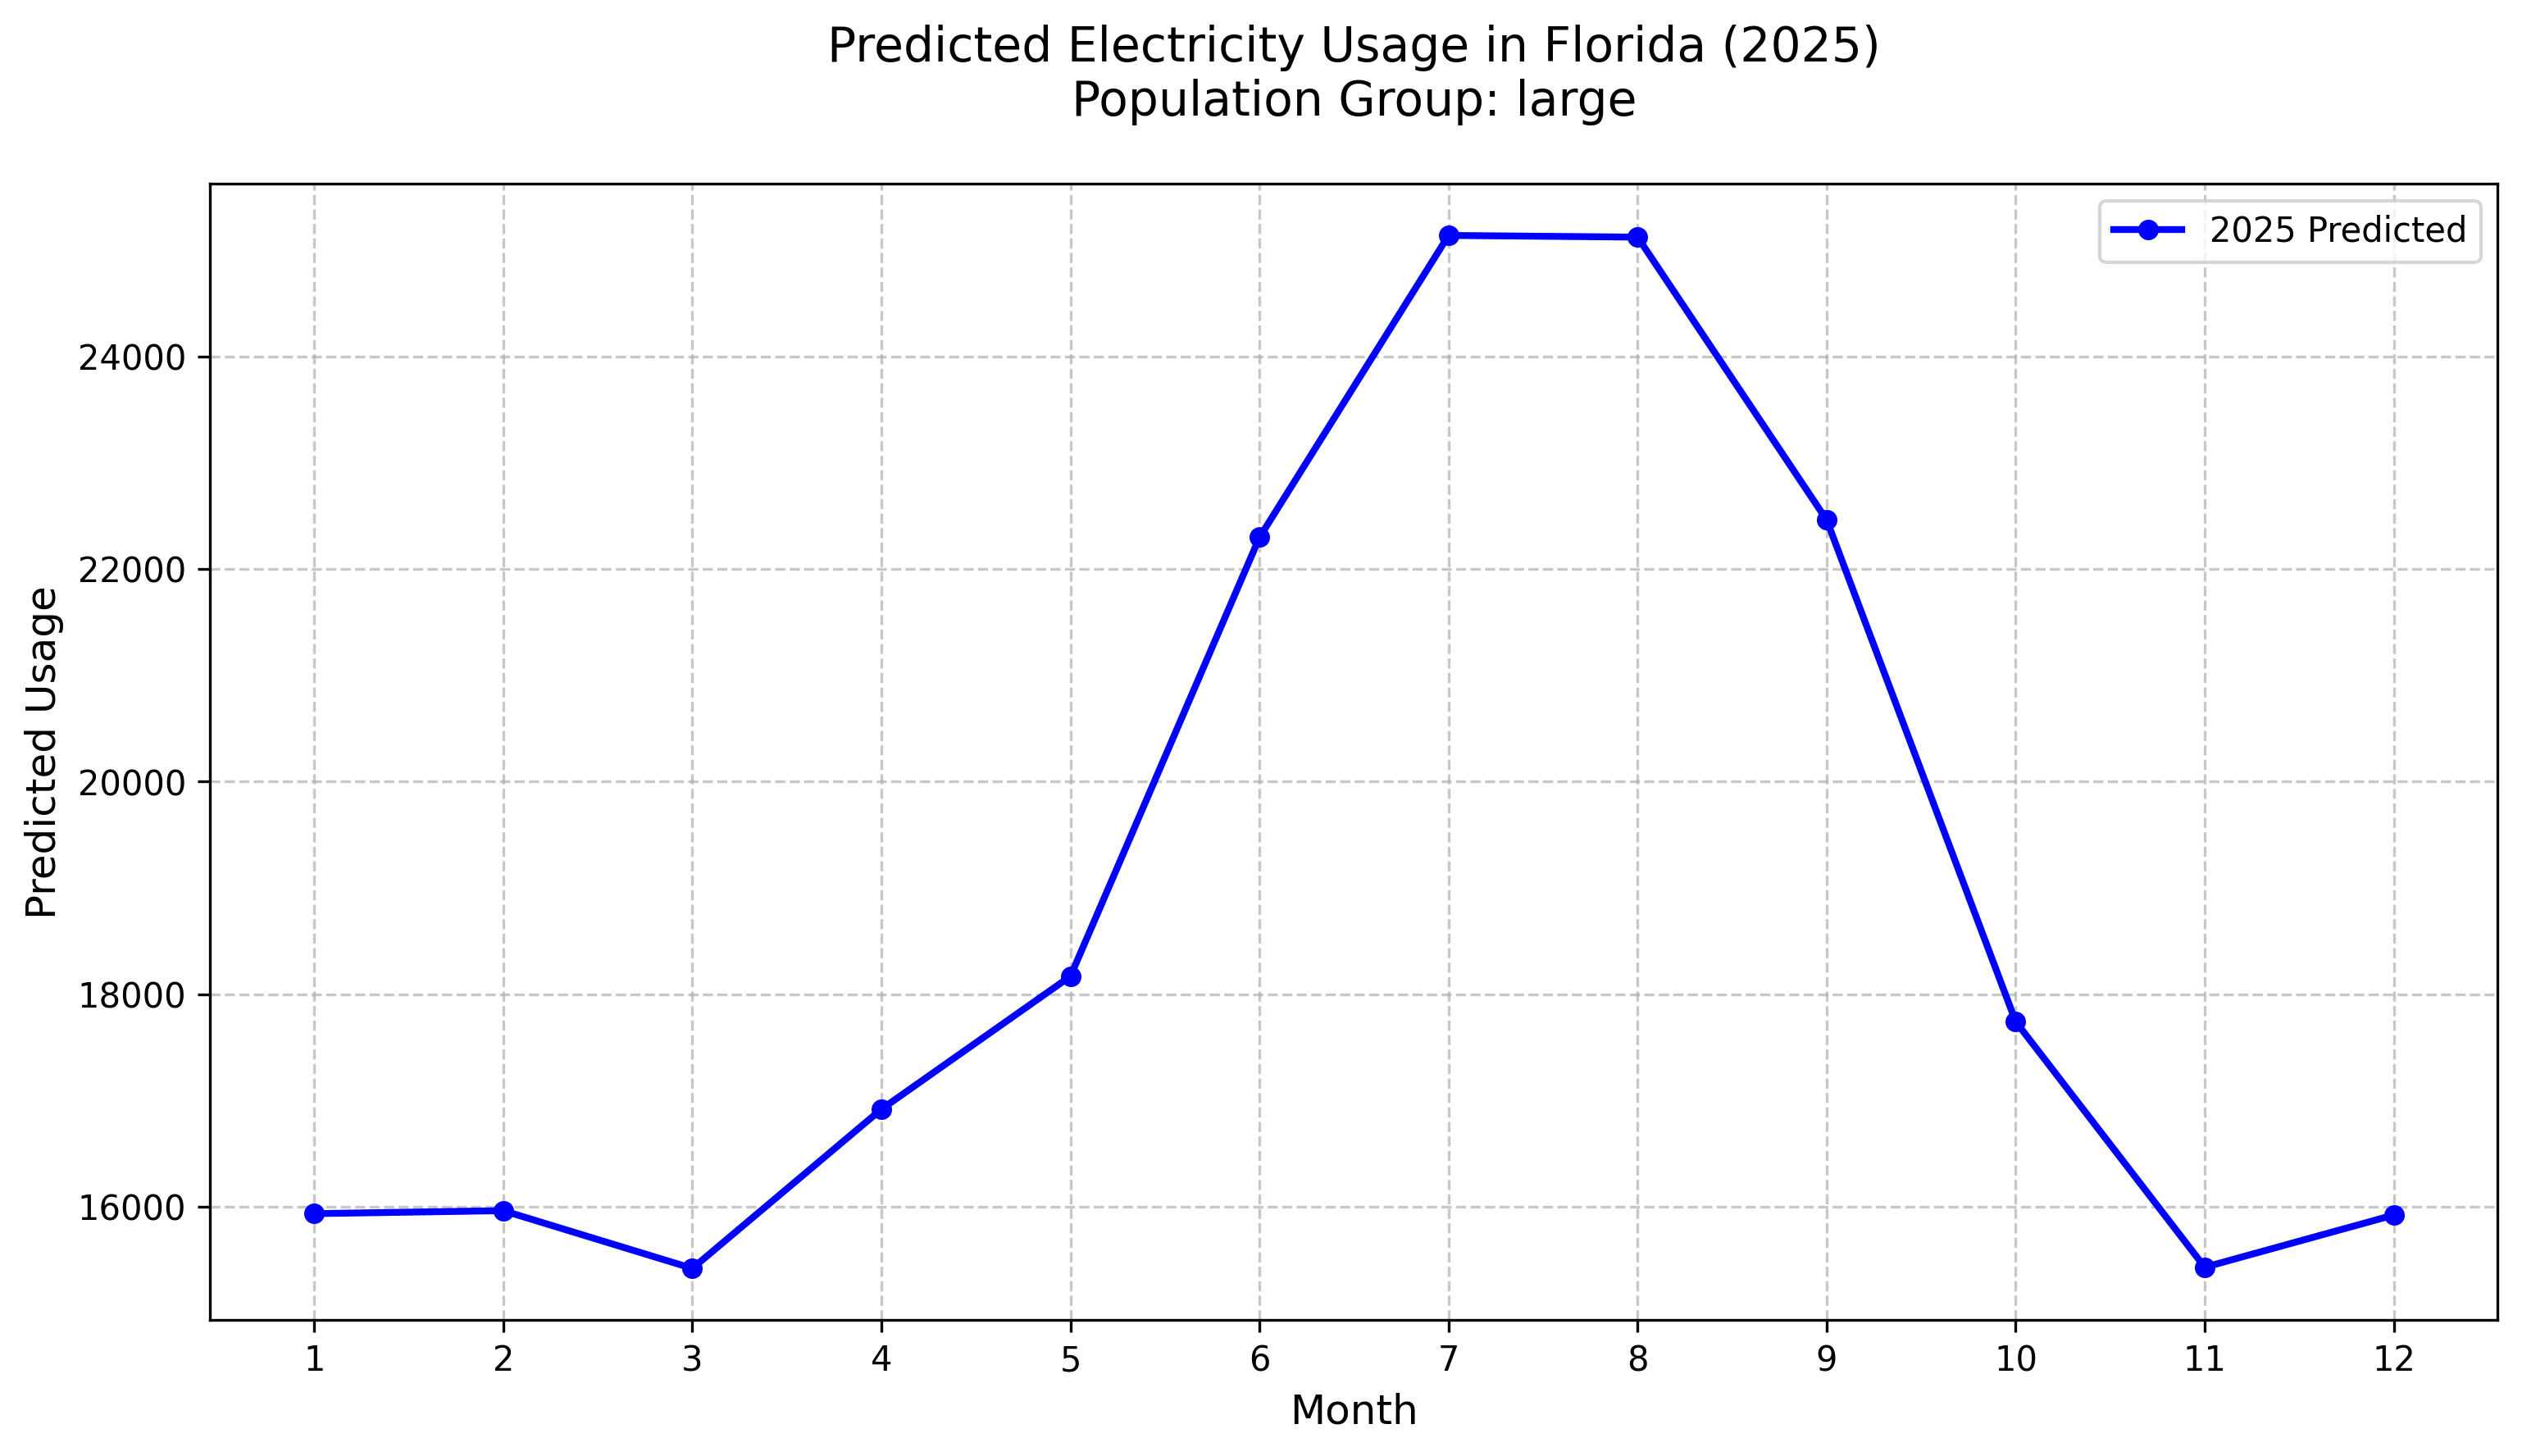 Predicted Electricity Usage in Florida (2025)
Population Group: large
2025 Predicted
Predicted Usage
24000
22000
20000
18000
16000
1 2 3 4 5 6 7 8 9 10 11 12
Month